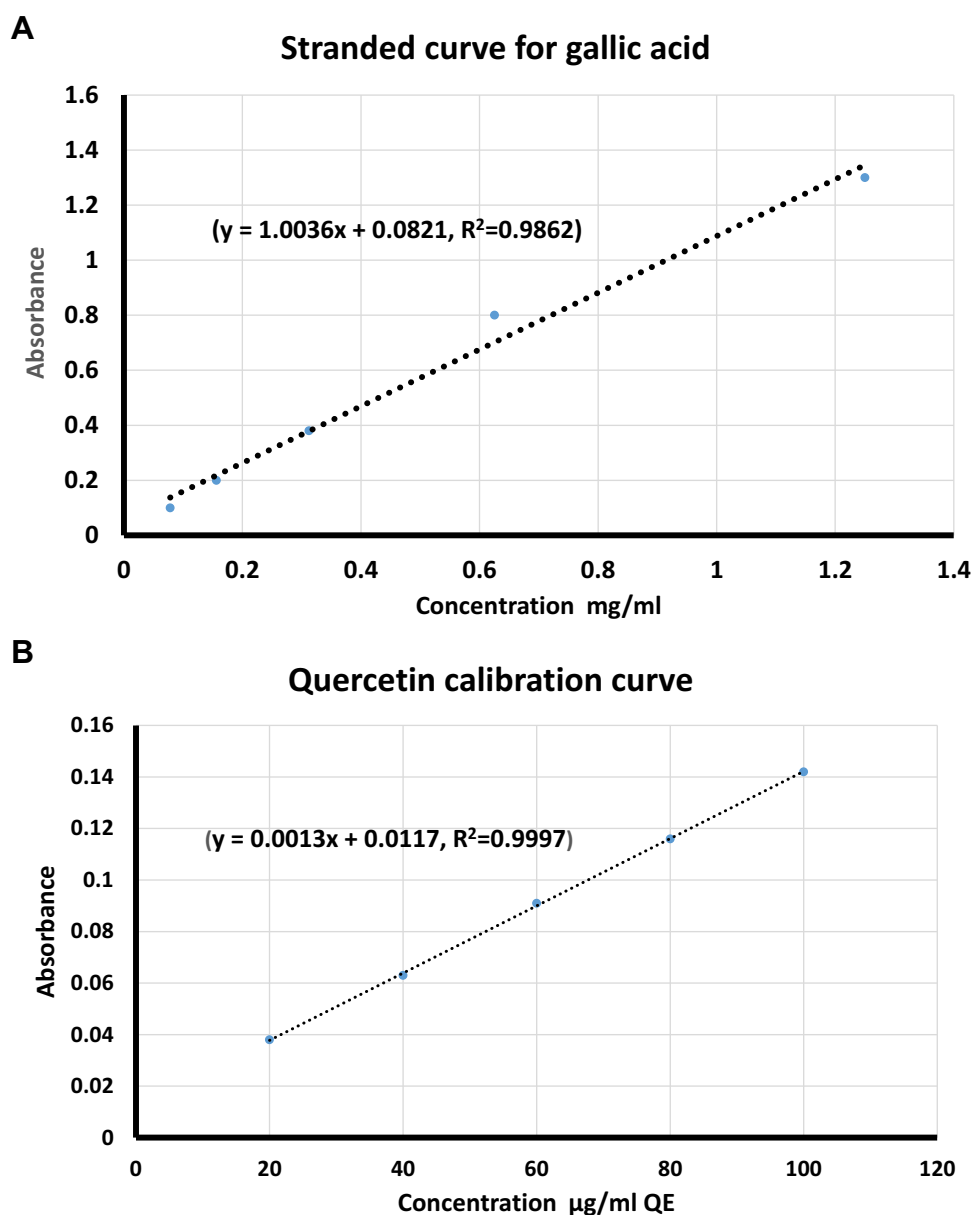 A
Stranded curve for gallic acid
1.6
1.4
1.2
1
0.8
0.6
0.4
0.2
0
(y = 1.0036x + 0.0821, R²=0.9862)
Absorbance
0 0.2 0.4 0.6 0.8 1 1.2 1.4
Concentration mg/ml
B
Quercetin calibration curve
0.16
0.14
0.12
0.1
0.08
0.06
0.04
0.02
0
(y = 0.0013x + 0.0117, R²=0.9997)
Absorbance
0 20 40 60 80 100 120
Concentration µg/ml QE